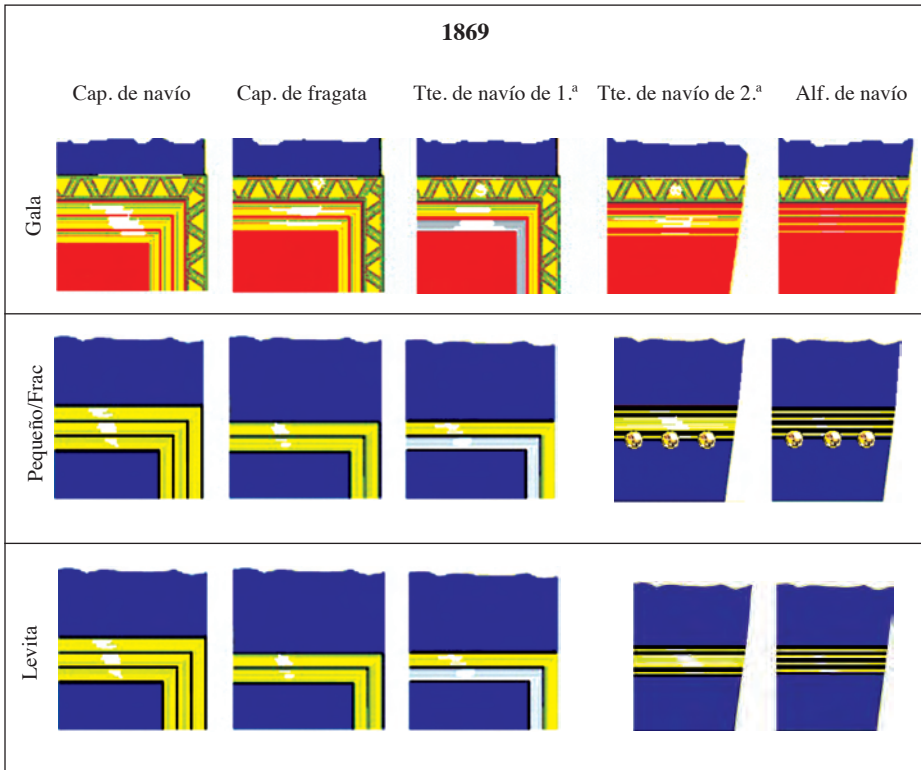 1869
Cap. de navío Cap. de fragata Tte. de navío de 1.ª Tte. de navío de 2.ª Alf. de navío
Gala
Pequeño/Frac
Levita